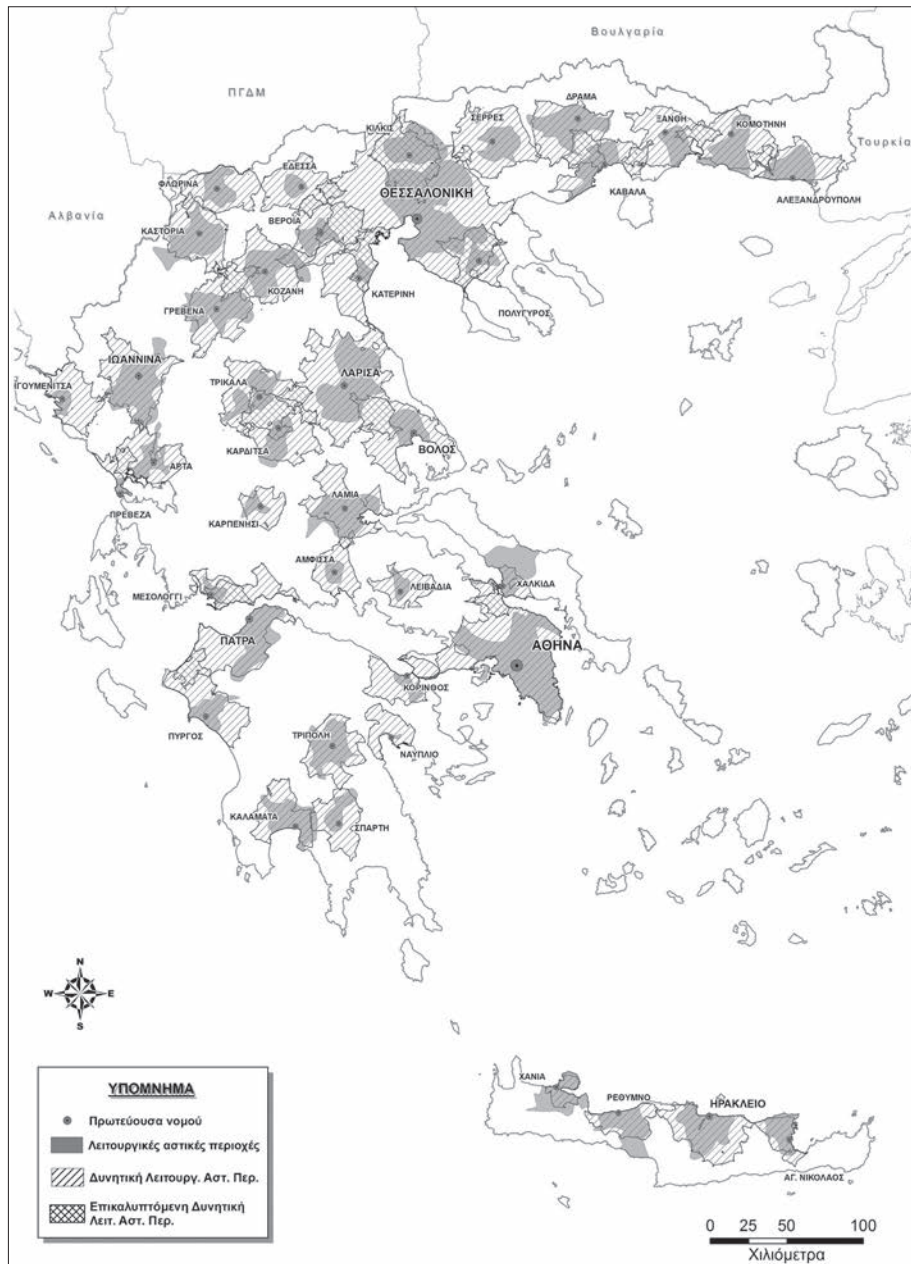 Βουλγαρία
ΠΓΔΜ
ΔΡΑΜΑ
ΣΕΡΡΕΣ
ΞΑΝΘΗ
ΚΟΜΟΤΗΝΗ
ΚΙΛΚΙΣ
Τουρκία
ΕΔΕΣΣΑ
ΦΛΩΡΙΝΑ
ΘΕΣΣΑΛΟΝΙΚΗ
ΚΑΒΑΛΑ
ΑΛΕΞΑΝΔΡΟΥΠΟΛΗ
Αλβανία
ΒΕΡΟΙΑ
ΚΑΣΤΟΡΙΑ
ΚΟΖΑΝΗ
ΚΑΤΕΡΙΝΗ
ΓΡΕΒΕΝΑ
ΠΟΛΥΓΥΡΟΣ
ΙΩΑΝΝΙΝΑ
ΛΑΡΙΣΑ
ΙΓΟΥΜΕΝΙΤΣΑ
ΤΡΙΚΑΛΑ
ΚΑΡΔΙΤΣΑ
ΒΟΛΟΣ
ΑΡΤΑ
ΛΑΜΙΑ
ΠΡΕΒΕΖΑ
ΚΑΡΠΕΝΗΣΙ
ΑΜΦΙΣΣΑ
ΛΕΙΒΑΔΙΑ
ΧΑΛΚΙΔΑ
ΜΕΣΟΛΟΓΓΙ
ΠΑΤΡΑ
ΑΘΗΝΑ
ΚΟΡΙΝΘΟΣ
ΠΥΡΓΟΣ
ΤΡΙΠΟΛΗ
ΝΑΥΠΛΙΟ
ΚΑΛΑΜΑΤΑ
ΣΠΑΡΤΗ
N
W E
S
ΧΑΝΙΑ
ΡΕΘΥΜΝΟ
ΗΡΑΚΛΕΙΟ
ΑΓ. ΝΙΚΟΛΑΟΣ
ΥΠΟΜΝΗΜΑ
Πρωτεύουσα νομού
Λειτουργικές αστικές περιοχές
Δυνητική Λειτουργ. Αστ. Περ.
Επικαλυπτόμενη Δυνητική
Λειτ. Αστ. Περ.
0 25 50 100
Χιλιόμετρα